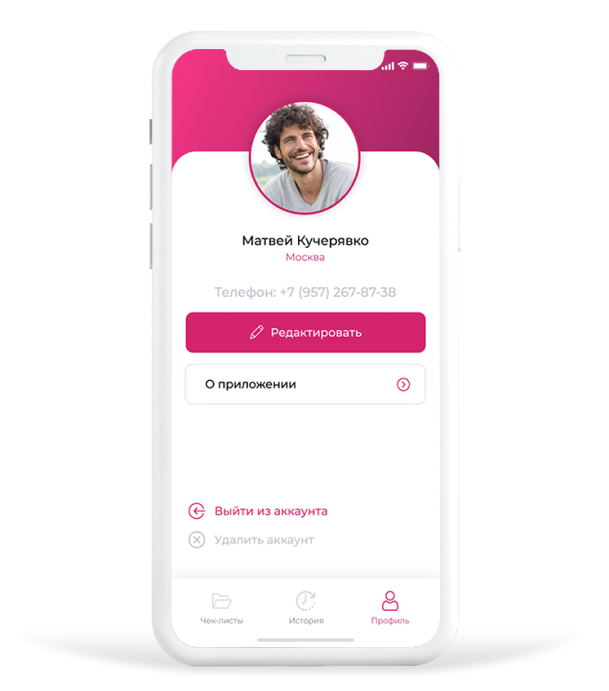 Матвей Кучерявко
Москва
Телефон: +7 (957) 267-87-38
Редактировать
О приложении
Выйти из аккаунта
Удалить аккаунт
Чек-листы
История
Профиль